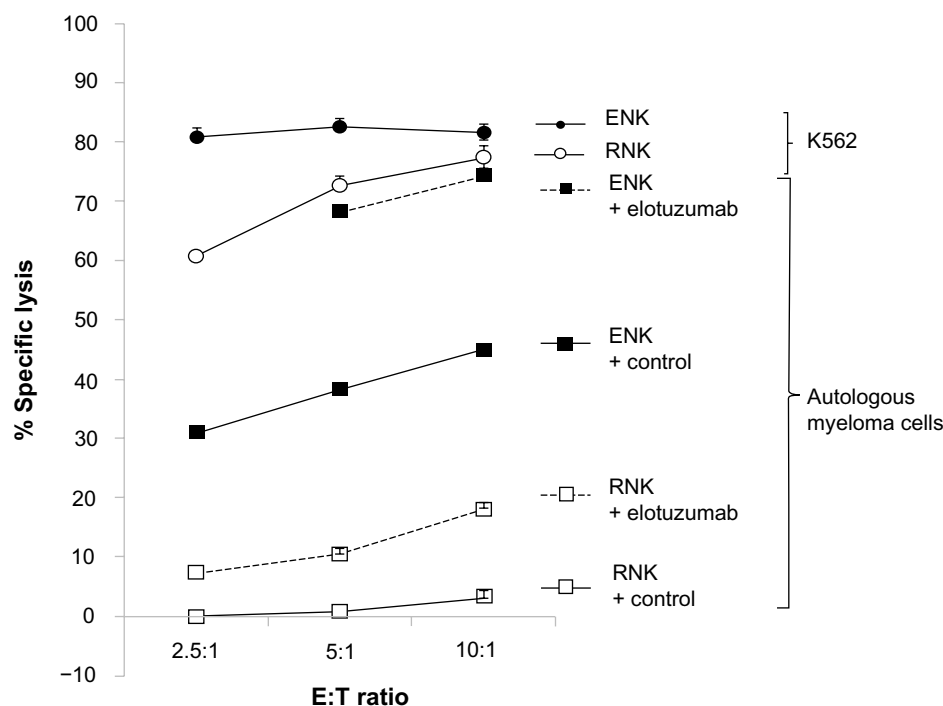 100
90
80
70
60
50
40
30
20
10
0
−10
% Specific lysis
2.5:1
5:1
10:1
E:T ratio
ENK
RNK
ENK
+ elotuzumab
ENK
+ control
RNK
+ elotuzumab
RNK
+ control
K562
Autologous
myeloma cells